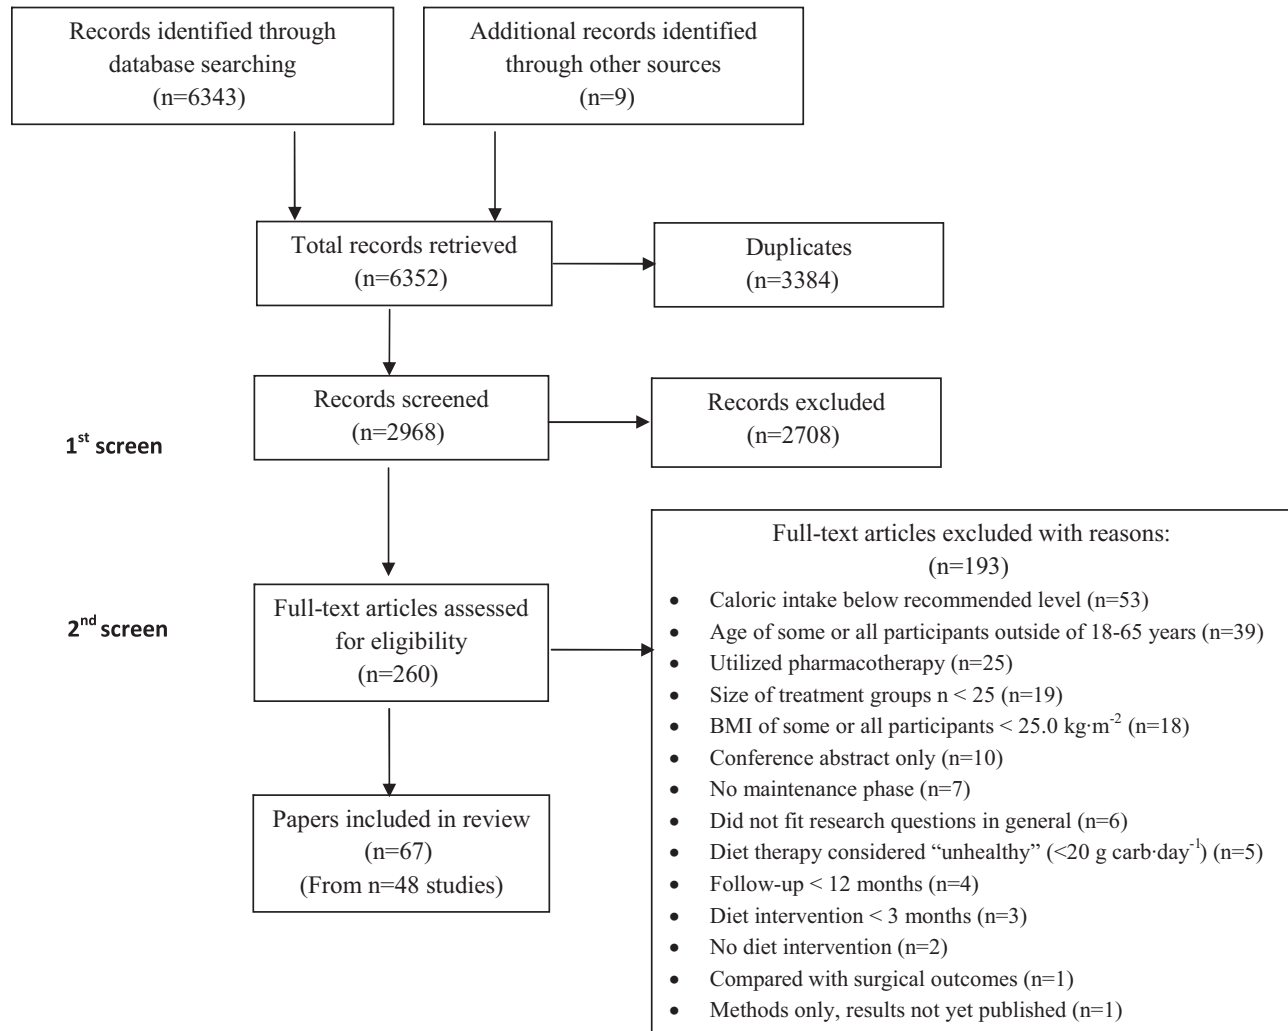 Records identified through
database searching
(n=6343)
Additional records identified
through other sources
(n=9)
Total records retrieved
(n=6352)
Duplicates
(n=3384)
Records screened
(n=2968)
Records excluded
(n=2708)
1st screen
Full-text articles assessed
for eligibility
(n=260)
2nd screen
Full-text articles excluded with reasons:
(n=193)
• Caloric intake below recommended level (n=53)
• Age of some or all participants outside of 18-65 years (n=39)
• Utilized pharmacotherapy (n=25)
• Size of treatment groups n < 25 (n=19)
• BMI of some or all participants < 25.0 kg·m-2 (n=18)
• Conference abstract only (n=10)
• No maintenance phase (n=7)
• Did not fit research questions in general (n=6)
• Diet therapy considered “unhealthy” (<20 g carb·day-1) (n=5)
• Follow-up < 12 months (n=4)
• Diet intervention < 3 months (n=3)
• No diet intervention (n=2)
• Compared with surgical outcomes (n=1)
• Methods only, results not yet published (n=1)
Papers included in review
(n=67)
(From n=48 studies)